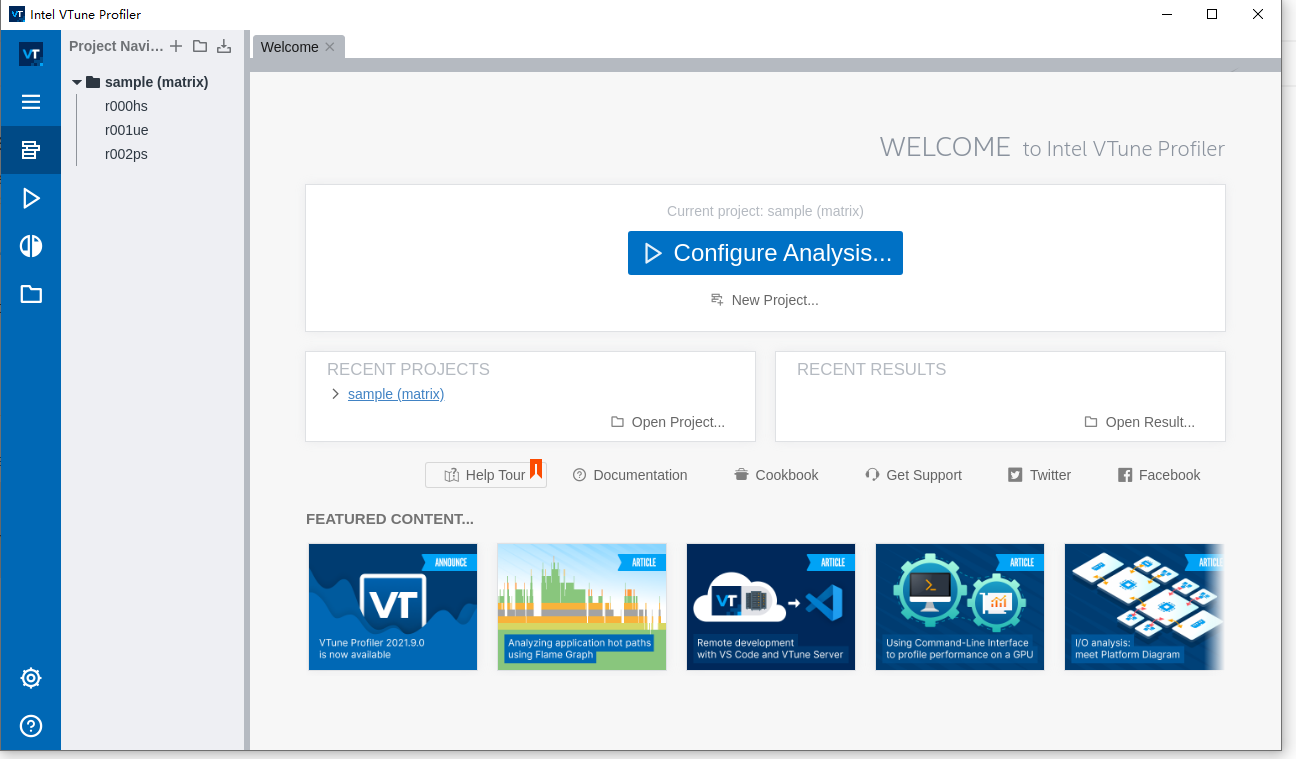 Intel VTune Profiler
VT
Project Navi...
sample (matrix)
r000hs
r001ue
r002ps
Welcome
WELCOME to Intel VTune Profiler
Current project: sample (matrix)
Configure Analysis...
New Project...
RECENT PROJECTS
sample (matrix)
Open Project...
RECENT RESULTS
Open Result...
Help Tour
Documentation
Cookbook
Get Support
Twitter
Facebook
FEATURED CONTENT...
ANNOUNCE
VT
VTune Profiler 2021.9.0
is now available
ARTICLE
Analyzing application hot paths
using Flame Graph
ARTICLE
VT
Remote development
with VS Code and VTune Server
ARTICLE
Using Command-Line Interface
to profile performance on a GPU
ARTICLE
I/O analysis:
meet Platform Diagram